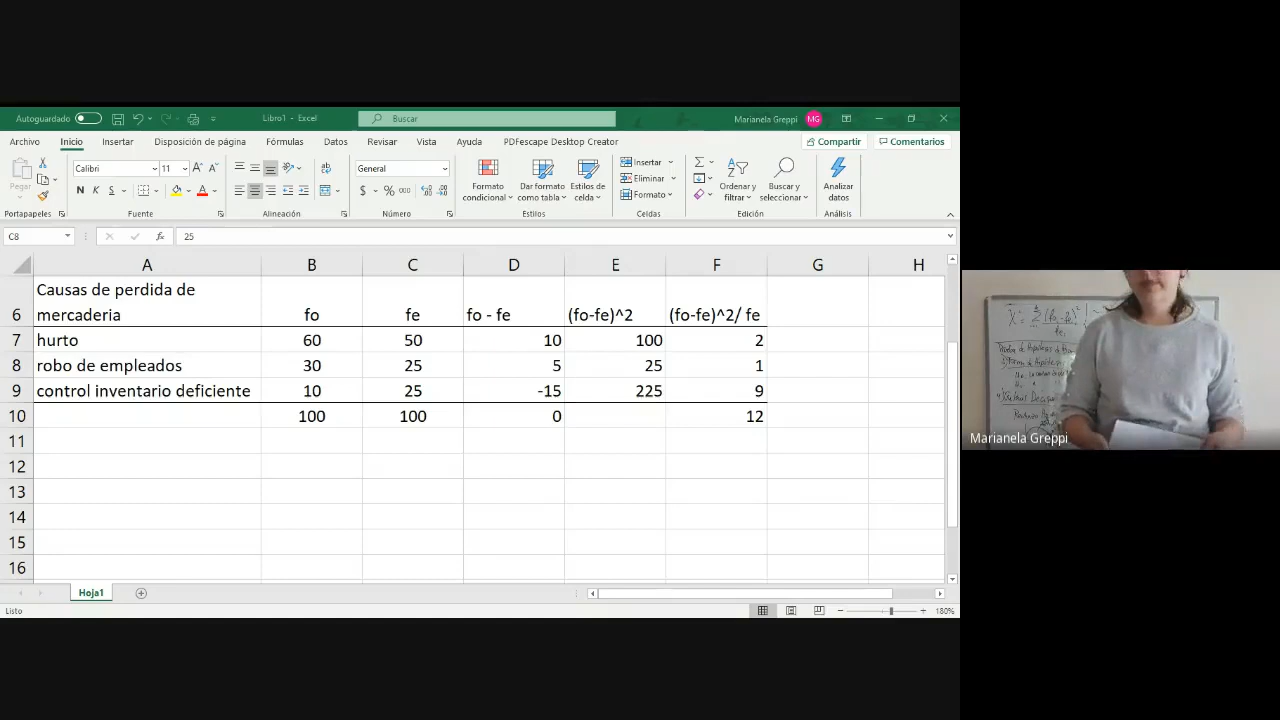 Autoguardado
Libro1 - Excel
Buscar
Marianela Greppi
MG
Archivo Inicio Insertar Disposición de página Fórmulas Datos Revisar Vista Ayuda PDFescape Desktop Creator
Compartir
Comentarios
Pegar
Calibri
11
N K S
General
$ % 000
Formato condicional
Dar formato como tabla
Estilos de celda
Insertar
Eliminar
Formato
Ordenar y filtrar
Buscar y seleccionar
Analizar datos
Portapapeles Fuente Alineación Número Estilos Celdas Edición Análisis
C8 fx 25
A B C D E F G H
Causas de perdida de
6 mercaderia fo fe fo - fe (fo-fe)^2 (fo-fe)^2/ fe
7 hurto 60 50 10 100 2
8 robo de empleados 30 25 5 25 1
9 control inventario deficiente 10 25 -15 225 9
10 100 100 0 12
11
12
13
14
15
16
Hoja1
Listo
180%
Marianela Greppi